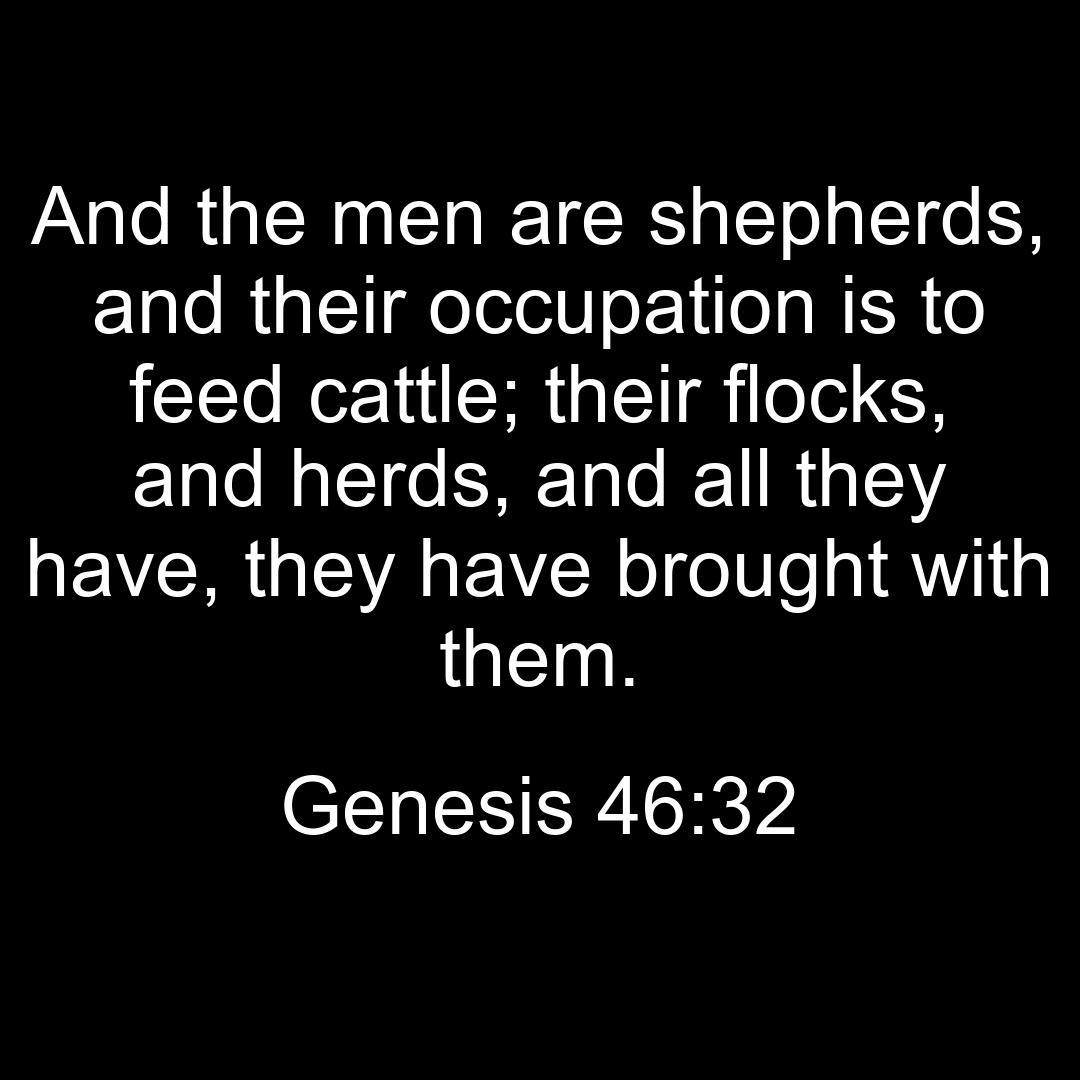 And the men are shepherds,
and their occupation is to
feed cattle; their flocks,
and herds, and all they
have, they have brought with
them.
Genesis 46:32